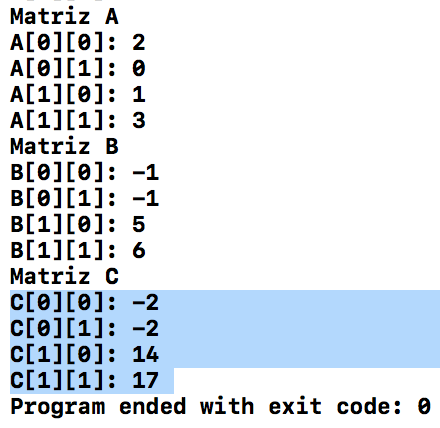 Matriz A
A[0][0]: 2
A[0][1]: 0
A[1][0]: 1
A[1][1]: 3
Matriz B
B[0][0]: -1
B[0][1]: -1
B[1][0]: 5
B[1][1]: 6
Matriz C
C[0][0]: -2
C[0][1]: -2
C[1][0]: 14
C[1][1]: 17
Program ended with exit code: 0